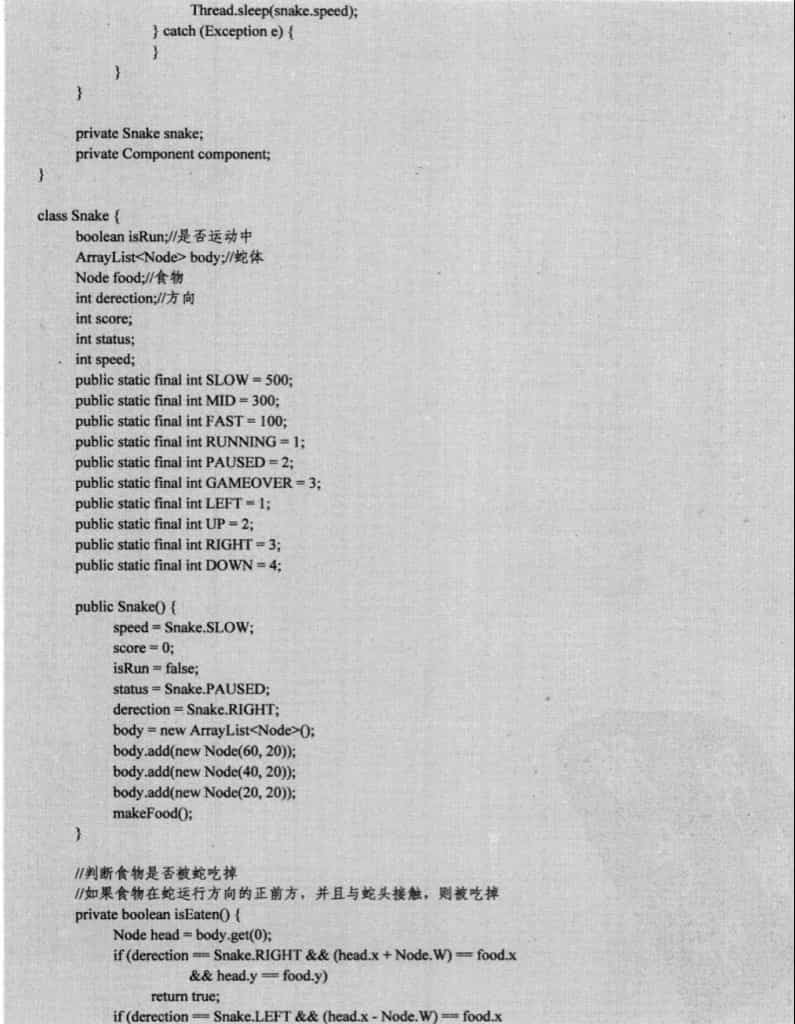 Thread.sleep(snake.speed);
} catch (Exception e) {
}
}
}
private Snake snake;
private Component component;
}
class Snake {
boolean isRun;//是否运动中
ArrayList<Node> body;//蛇体
Node food;//食物
int derection;//方向
int score;
int status;
int speed;
public static final int SLOW = 500;
public static final int MID = 300;
public static final int FAST = 100;
public static final int RUNNING = 1;
public static final int PAUSED = 2;
public static final int GAMEOVER = 3;
public static final int LEFT = 1;
public static final int UP = 2;
public static final int RIGHT = 3;
public static final int DOWN = 4;
public Snake() {
speed = Snake.SLOW;
score = 0;
isRun = false;
status = Snake.PAUSED;
derection = Snake.RIGHT;
body = new ArrayList<Node>();
body.add(new Node(60, 20));
body.add(new Node(40, 20));
body.add(new Node(20, 20));
makeFood();
}
//判断食物是否被蛇吃掉
//如果食物在蛇运行方向的正前方，并且与蛇头接触，则被吃掉
private boolean isEaten() {
Node head = body.get(0);
if (derection == Snake.RIGHT && (head.x + Node.W) == food.x
&& head.y == food.y)
return true;
if (derection == Snake.LEFT && (head.x - Node.W) == food.x